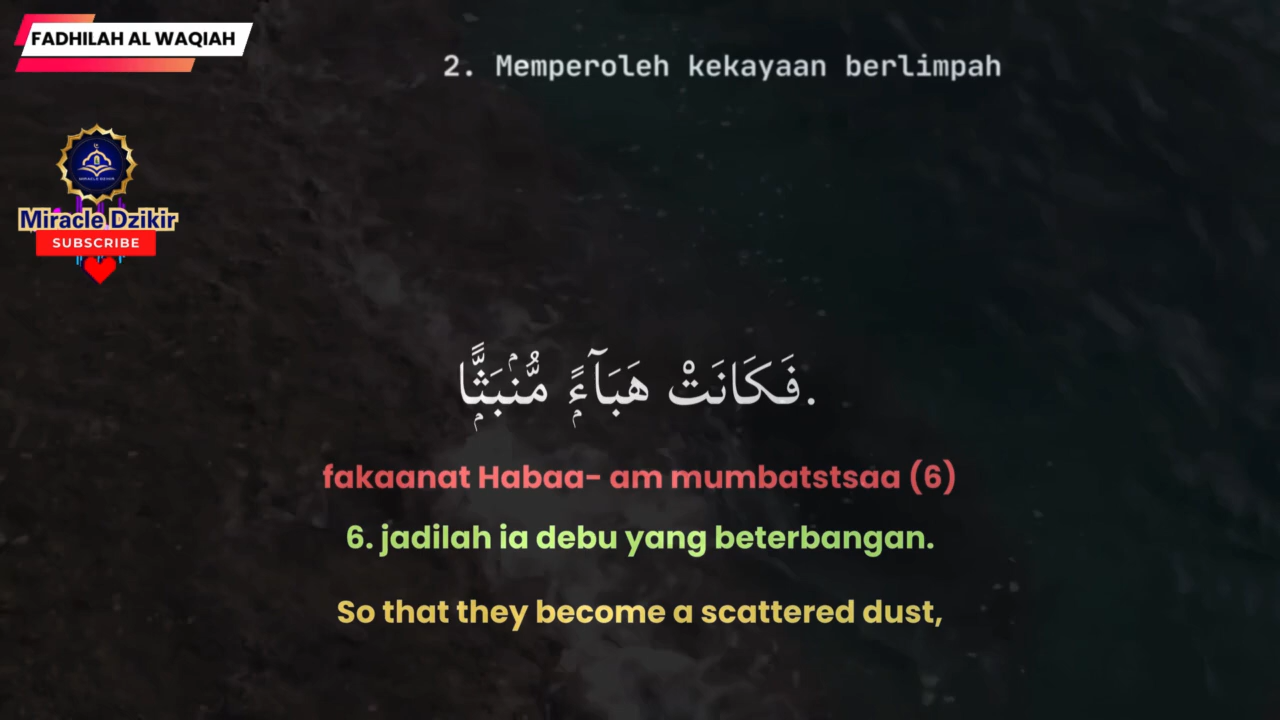 FADHILAH AL WAQIAH
2. Memperoleh kekayaan berlimpah
Miracle Dzikir
SUBSCRIBE
فَكَانَتْ هَبَاۤءًۢ مُّنْۢبَثًّاۙ.
fakaanat Habaa- am mumbatstsaa (6)
6. jadilah ia debu yang beterbangan.
So that they become a scattered dust,